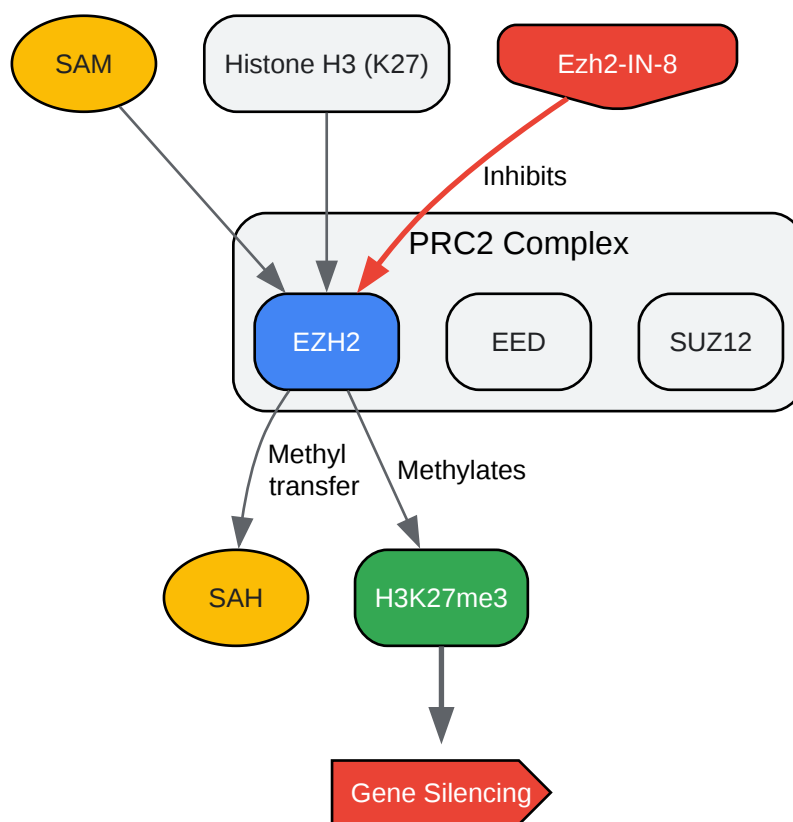 SAM
Histone H3 (K27)
Ezh2-IN-8
Inhibits
PRC2 Complex
EZH2
EED
SUZ12
Methyl
transfer
Methylates
SAH
H3K27me3
Gene Silencing